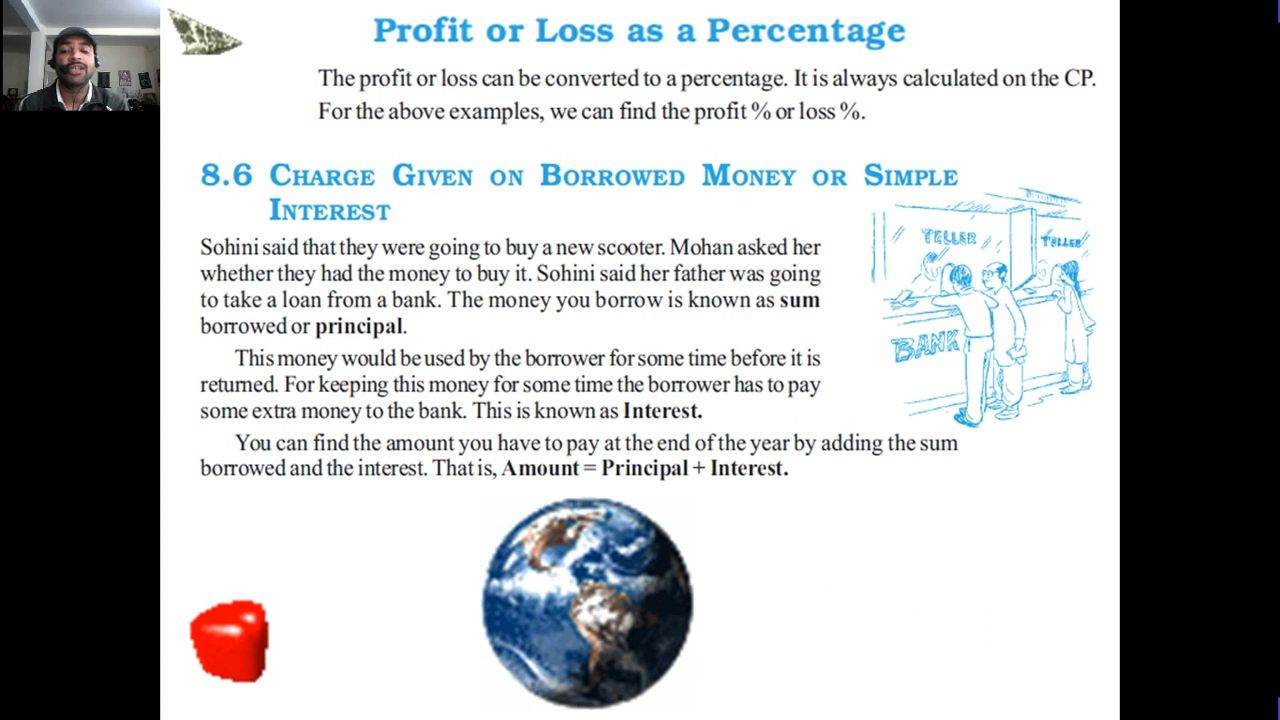 Profit or Loss as a Percentage
The profit or loss can be converted to a percentage. It is always calculated on the CP.
For the above examples, we can find the profit % or loss %.
8.6 CHARGE GIVEN ON BORROWED MONEY OR SIMPLE
INTEREST
Sohini said that they were going to buy a new scooter. Mohan asked her
whether they had the money to buy it. Sohini said her father was going
to take a loan from a bank. The money you borrow is known as sum
borrowed or principal.
This money would be used by the borrower for some time before it is
returned. For keeping this money for some time the borrower has to pay
some extra money to the bank. This is known as Interest.
You can find the amount you have to pay at the end of the year by adding the sum
borrowed and the interest. That is, Amount = Principal + Interest.
TELLER
TELLER
BANK